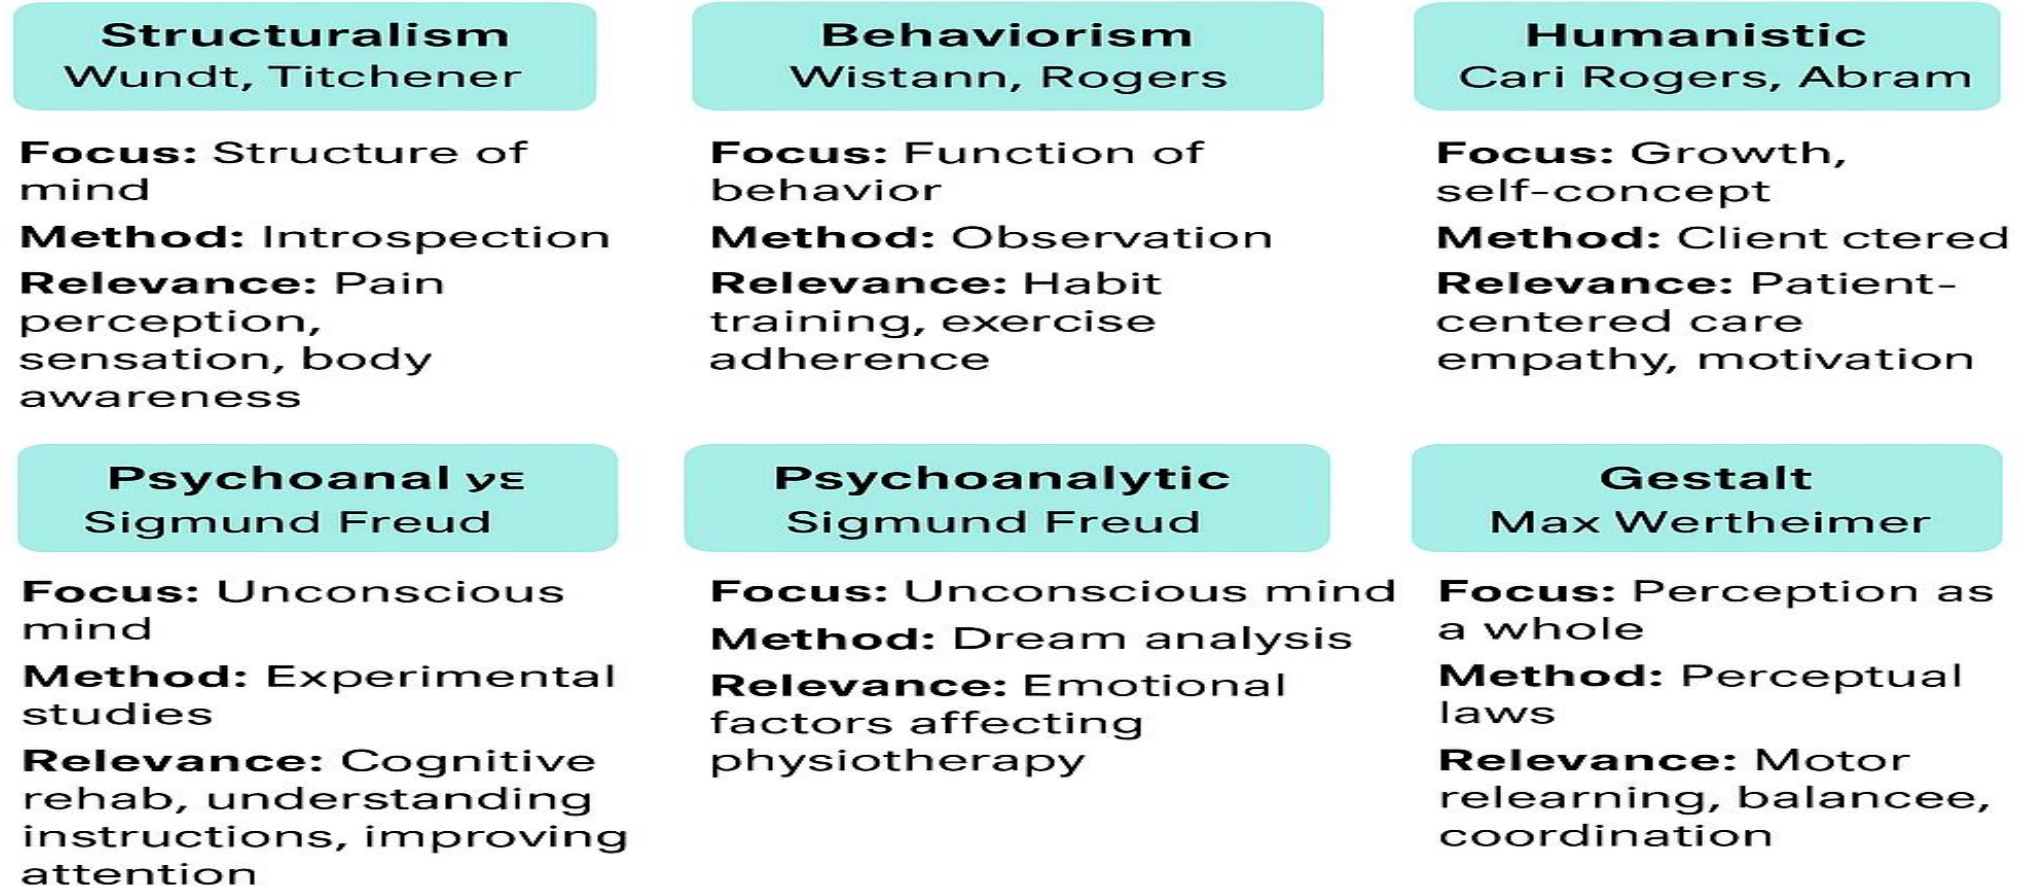 Structuralism
Wundt, Titchener
Focus: Structure of
mind
Method: Introspection
Relevance: Pain
perception,
sensation, body
awareness
Behaviorism
Wistann, Rogers
Focus: Function of
behavior
Method: Observation
Relevance: Habit
training, exercise
adherence
Humanistic
Cari Rogers, Abram
Focus: Growth,
self-concept
Method: Client ctered
Relevance: Patient-
centered care
empathy, motivation
Psychoanal γε
Sigmund Freud
Focus: Unconscious
mind
Method: Experimental
studies
Relevance: Cognitive
rehab, understanding
instructions, improving
attention
Psychoanalytic
Sigmund Freud
Focus: Unconscious mind
Method: Dream analysis
Relevance: Emotional
factors affecting
physiotherapy
Gestalt
Max Wertheimer
Focus: Perception as
a whole
Method: Perceptual
laws
Relevance: Motor
relearning, balancee,
coordination